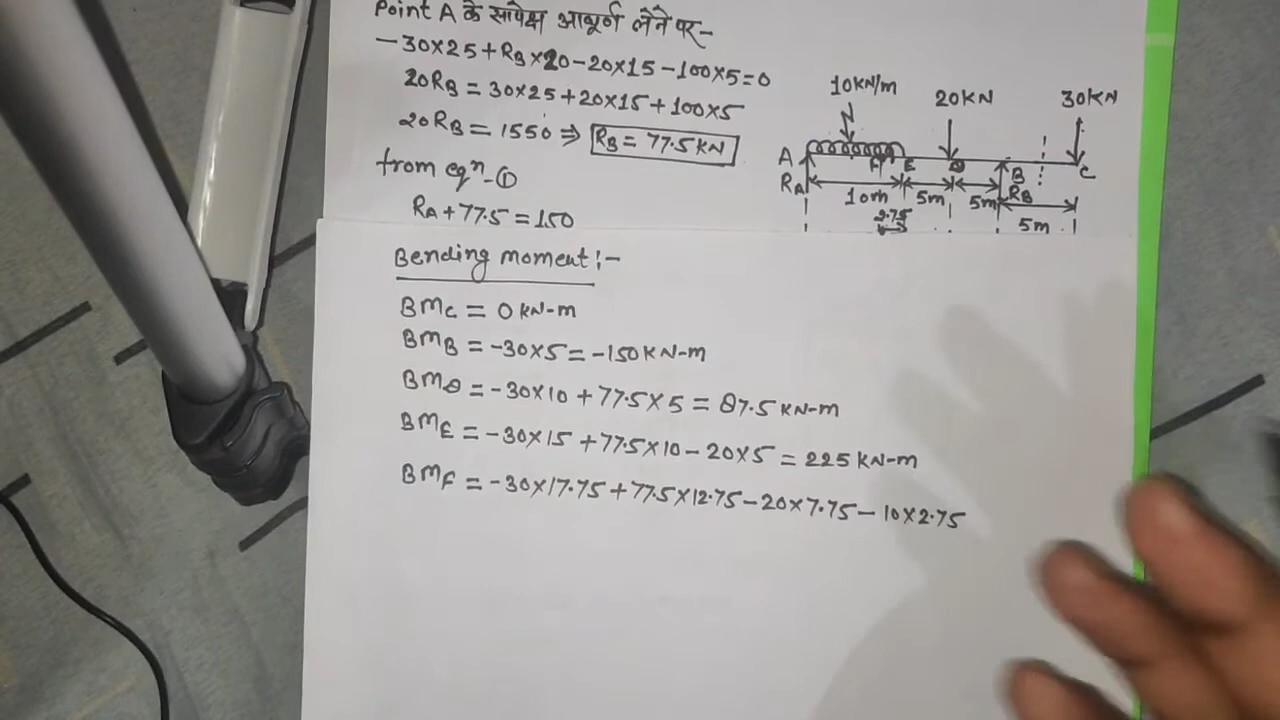 Point A के सापेक्ष आघूर्ण लेने पर-
-30×25+RB×20-20×15-100×5=0
20RB = 30×25+20×15+100×5
20RB = 1550 ⇒ RB = 77.5KN
from eqn-①
RA+77.5=150
10KN/m
20KN
30KN
A
F
E
D
B
C
RA
RB
10m
5m
5m
5m
2.75
Bending moment:-
BMC = 0 KN-m
BMB = -30×5 = -150KN-m
BMD = -30×10 + 77.5×5 = 87.5 KN-m
BME = -30×15 + 77.5×10 - 20×5 = 225 KN-m
BMF = -30×17.75+77.5×12.75-20×7.75-10×2.75